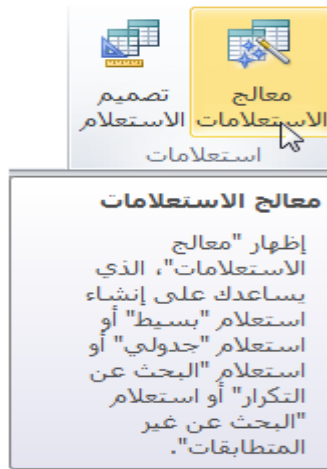 معالج
الاستعلامات
تصميم
الاستعلام
استعلامات
معالج الاستعلامات
إظهار "معالج
الاستعلامات"، الذي
يساعدك على إنشاء
استعلام "بسيط" أو
استعلام "جدولي" أو
استعلام "البحث عن
التكرار" أو استعلام
"البحث عن غير
المتطابقات".